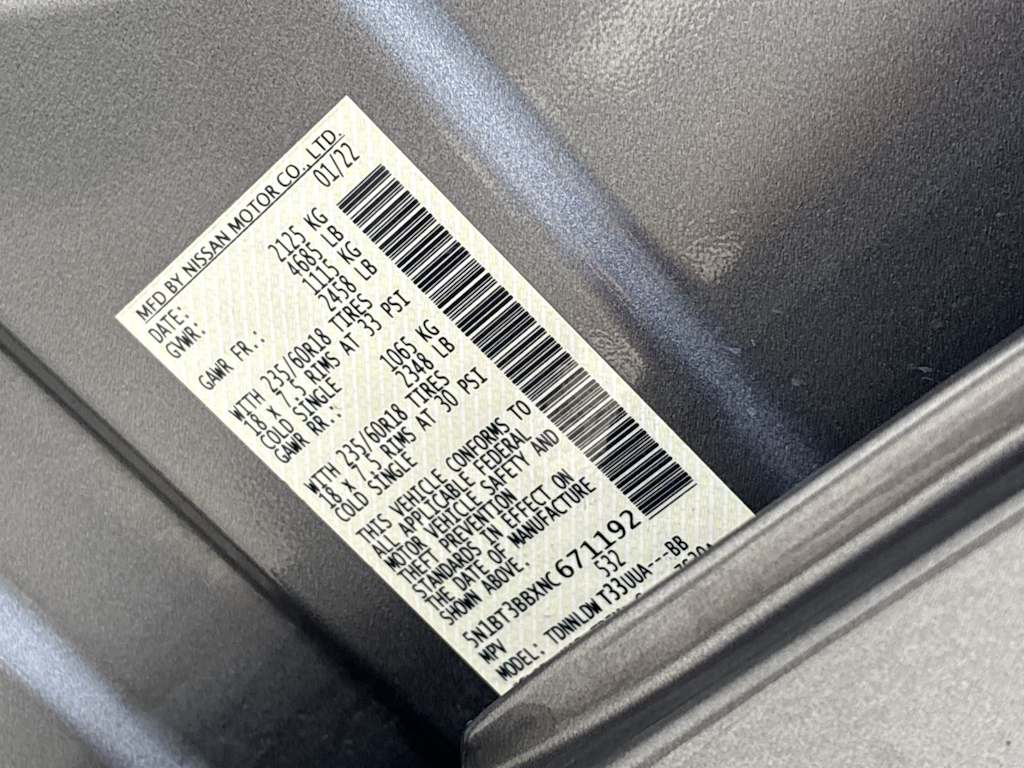 MFD BY NISSAN MOTOR CO., LTD.
DATE: 01/22
GVWR: 2125 KG
4685 LB
GAWR FR.: 1115 KG
2458 LB
WITH 235/60R18 TIRES
18 X 7.5 RIMS AT 33 PSI
COLD SINGLE
GAWR RR.: 1065 KG
2348 LB
WITH 235/60R18 TIRES
18 X 7.5 RIMS AT 30 PSI
COLD SINGLE
THIS VEHICLE CONFORMS TO
ALL APPLICABLE FEDERAL
MOTOR VEHICLE SAFETY AND
THEFT PREVENTION
STANDARDS IN EFFECT ON
THE DATE OF MANUFACTURE
SHOWN ABOVE.
5N1BT3BBXNC671192
MPV S32
MODEL: TDNNLDWT33UUA---BB